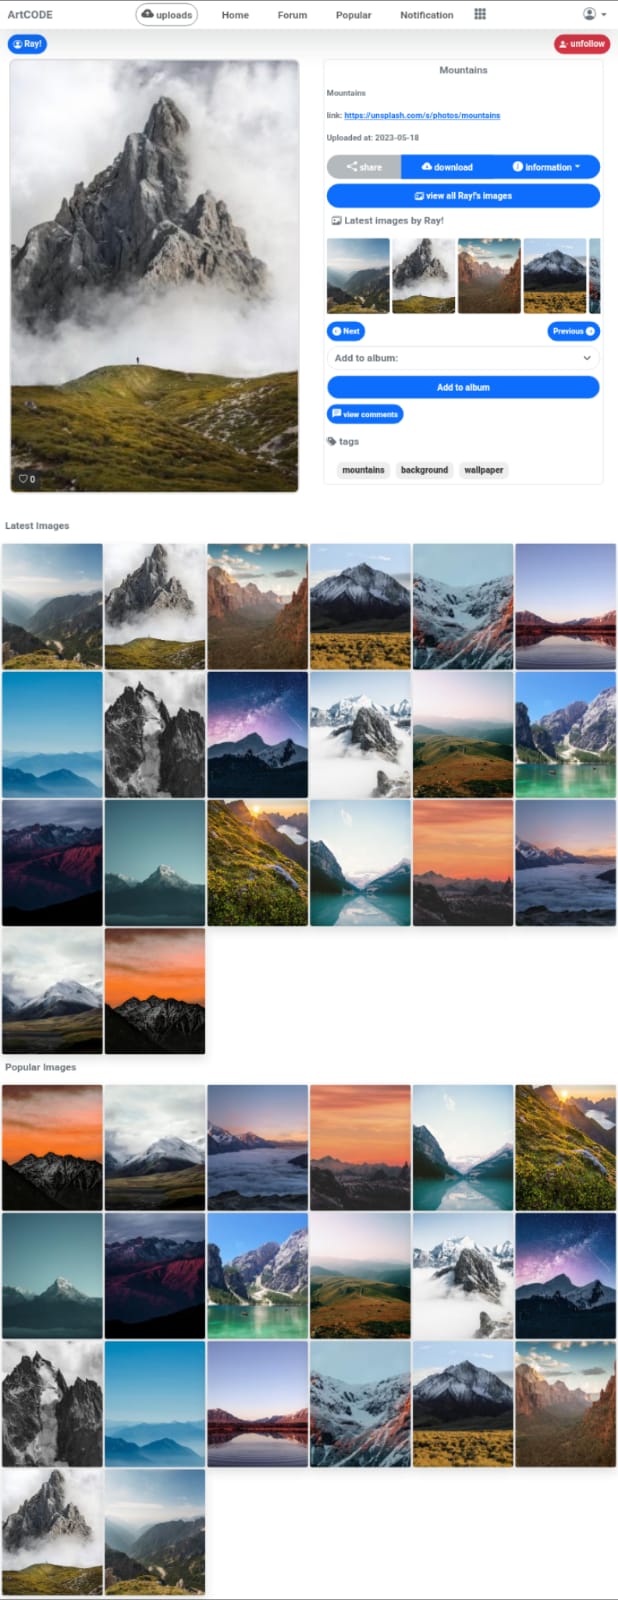 ArtCODE uploads Home Forum Popular Notification
Ray! unfollow
Mountains
Mountains
link: https://unsplash.com/s/photos/mountains
Uploaded at: 2023-05-18
share download information
view all Ray!'s images
Latest images by Ray!
Next Previous
Add to album:
Add to album
view comments
tags
mountains background wallpaper
0
Latest Images
Popular Images